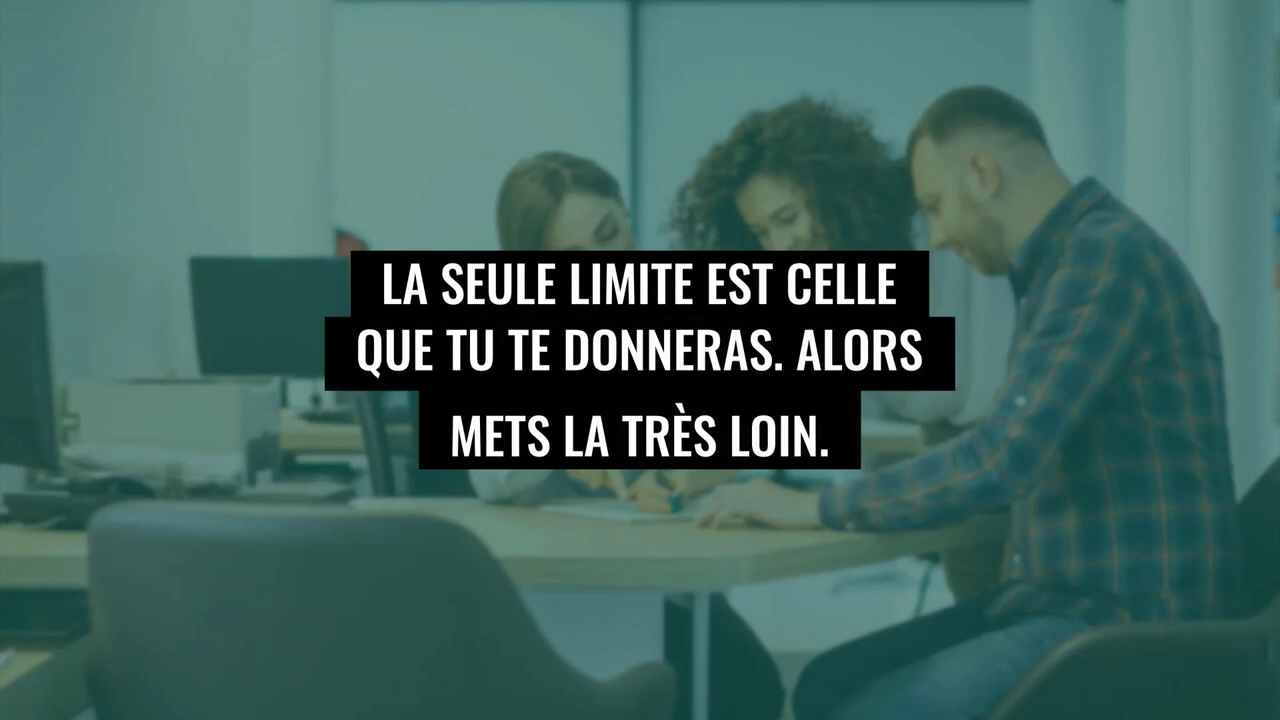 LA SEULE LIMITE EST CELLE
QUE TU TE DONNERAS. ALORS
METS LA TRÈS LOIN.